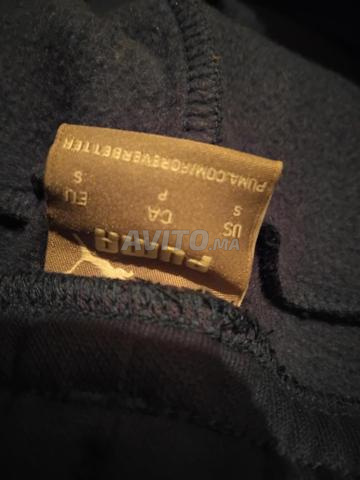 PUMA
US CA EU
S P S
PUMA.COM/FOREVERBETTER
AVITO.MA